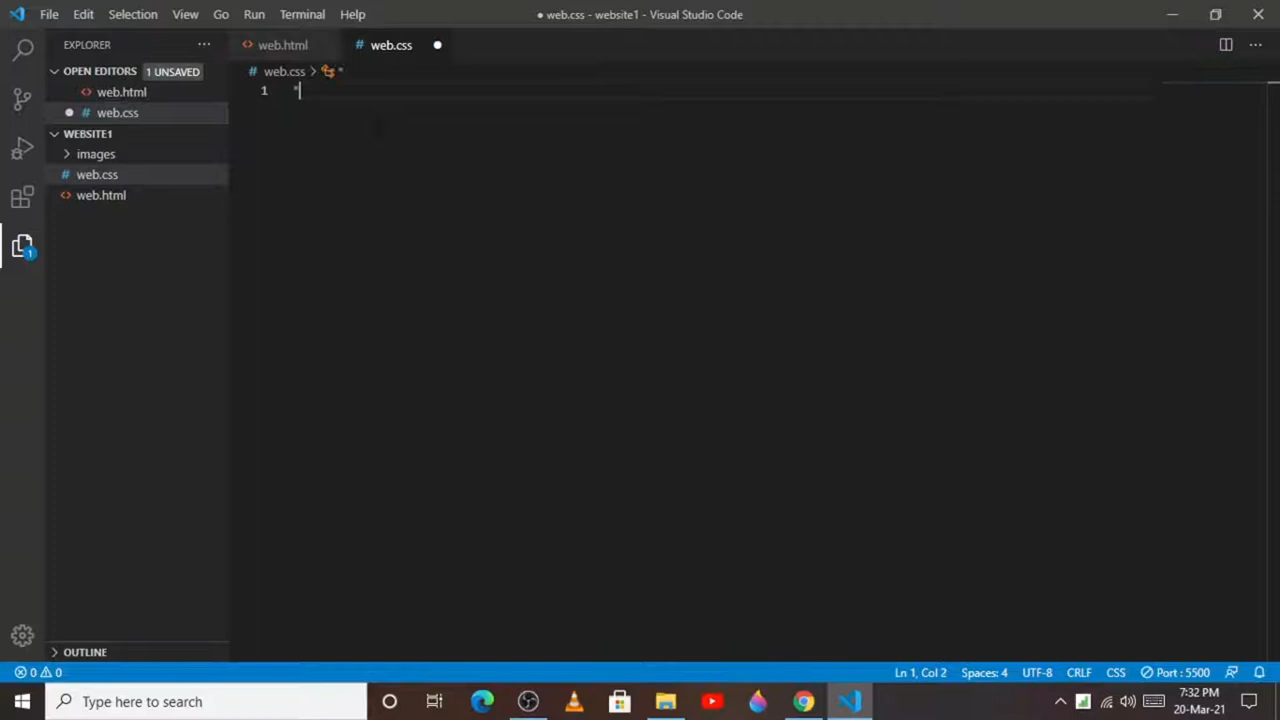 File Edit Selection View Go Run Terminal Help
● web.css - website1 - Visual Studio Code
EXPLORER
web.html
web.css
OPEN EDITORS
1 UNSAVED
web.css > *
web.html
1 *
web.css
WEBSITE1
images
web.css
web.html
1
OUTLINE
0 0
Ln 1, Col 2 Spaces: 4 UTF-8 CRLF CSS Port : 5500
Type here to search
7:32 PM
20-Mar-21